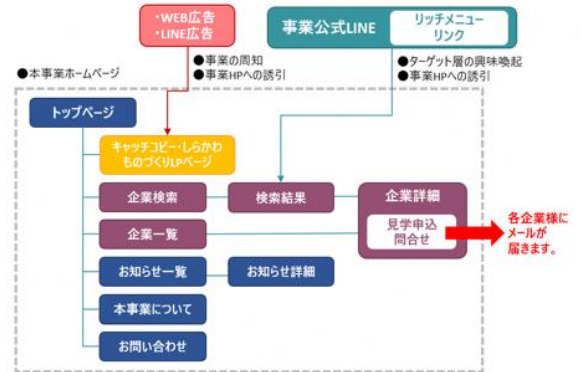 ・WEB広告
・LINE広告
事業公式LINE
リッチメニュー
リンク
●事業の周知
●事業HPへの誘引
●ターゲット層の興味喚起
●事業HPへの誘引
●本事業ホームページ
トップページ
キャッチコピー・しらかわ
ものづくりLPページ
企業検索
検索結果
企業詳細
見学申込
問合せ
企業一覧
各企業様に
メールが
届きます。
お知らせ一覧
お知らせ詳細
本事業について
お問い合わせ